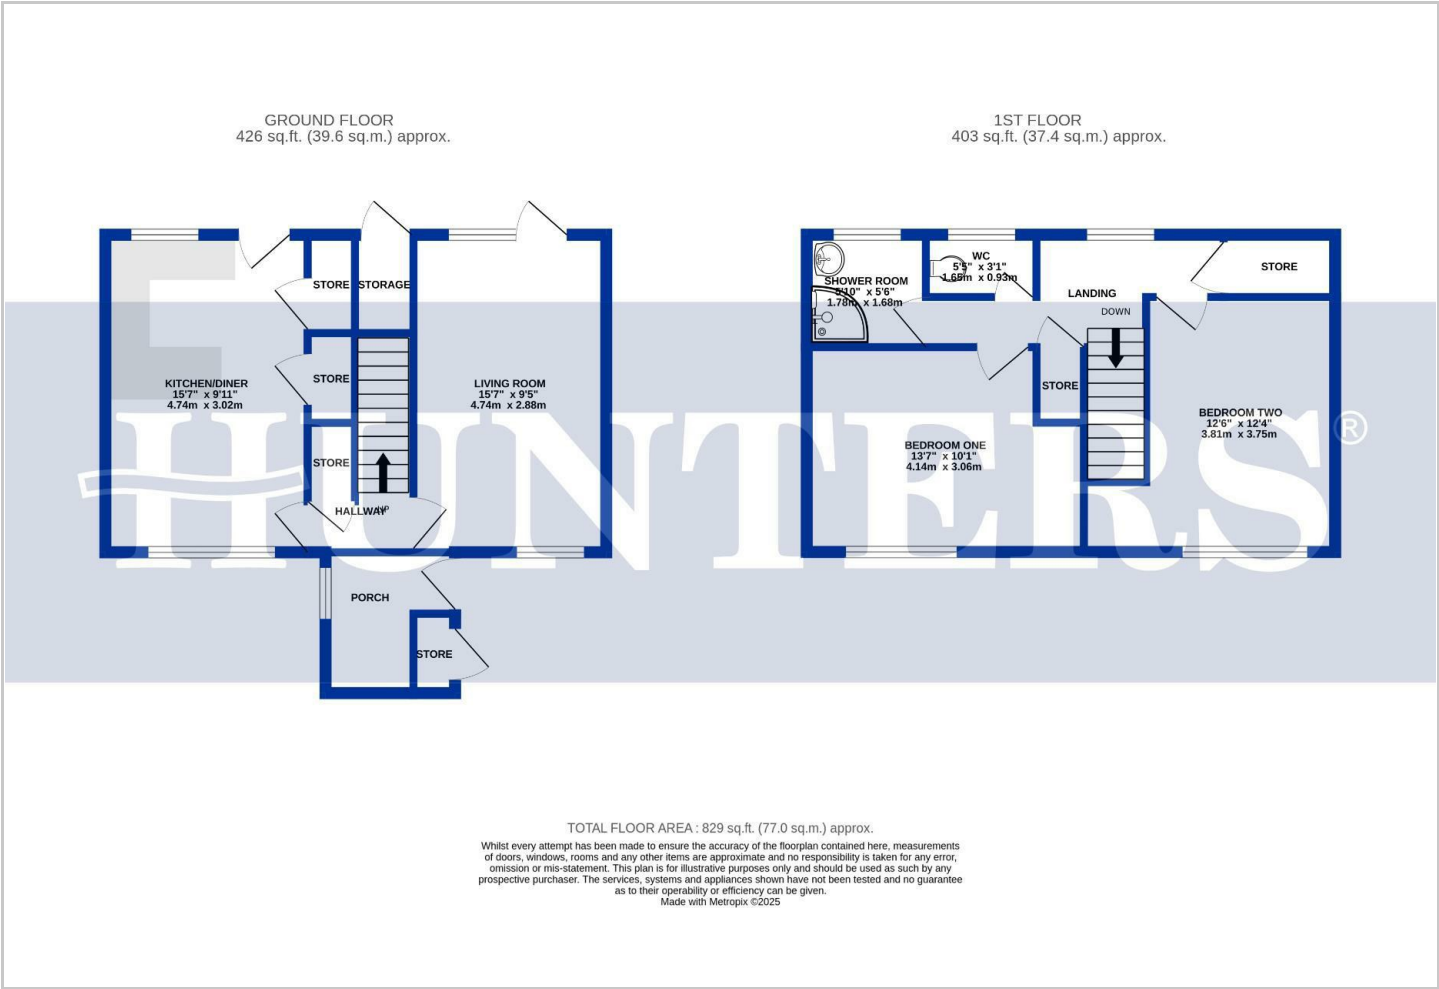 GROUND FLOOR
426 sq.ft. (39.6 sq.m.) approx.
1ST FLOOR
403 sq.ft. (37.4 sq.m.) approx.
STORE
STORAGE
KITCHEN/DINER
15'7" x 9'11"
4.74m x 3.02m
STORE
LIVING ROOM
15'7" x 9'5"
4.74m x 2.88m
STORE
UP
HALLWAY
PORCH
STORE
WC
5'5" x 3'1"
1.65m x 0.93m
SHOWER ROOM
5'10" x 5'6"
1.78m x 1.68m
STORE
LANDING
DOWN
STORE
BEDROOM ONE
13'7" x 10'1"
4.14m x 3.06m
BEDROOM TWO
12'6" x 12'4"
3.81m x 3.75m
HUNTERS®
TOTAL FLOOR AREA : 829 sq.ft. (77.0 sq.m.) approx.
Whilst every attempt has been made to ensure the accuracy of the floorplan contained here, measurements
of doors, windows, rooms and any other items are approximate and no responsibility is taken for any error,
omission or mis-statement. This plan is for illustrative purposes only and should be used as such by any
prospective purchaser. The services, systems and appliances shown have not been tested and no guarantee
as to their operability or efficiency can be given.
Made with Metropix ©2025